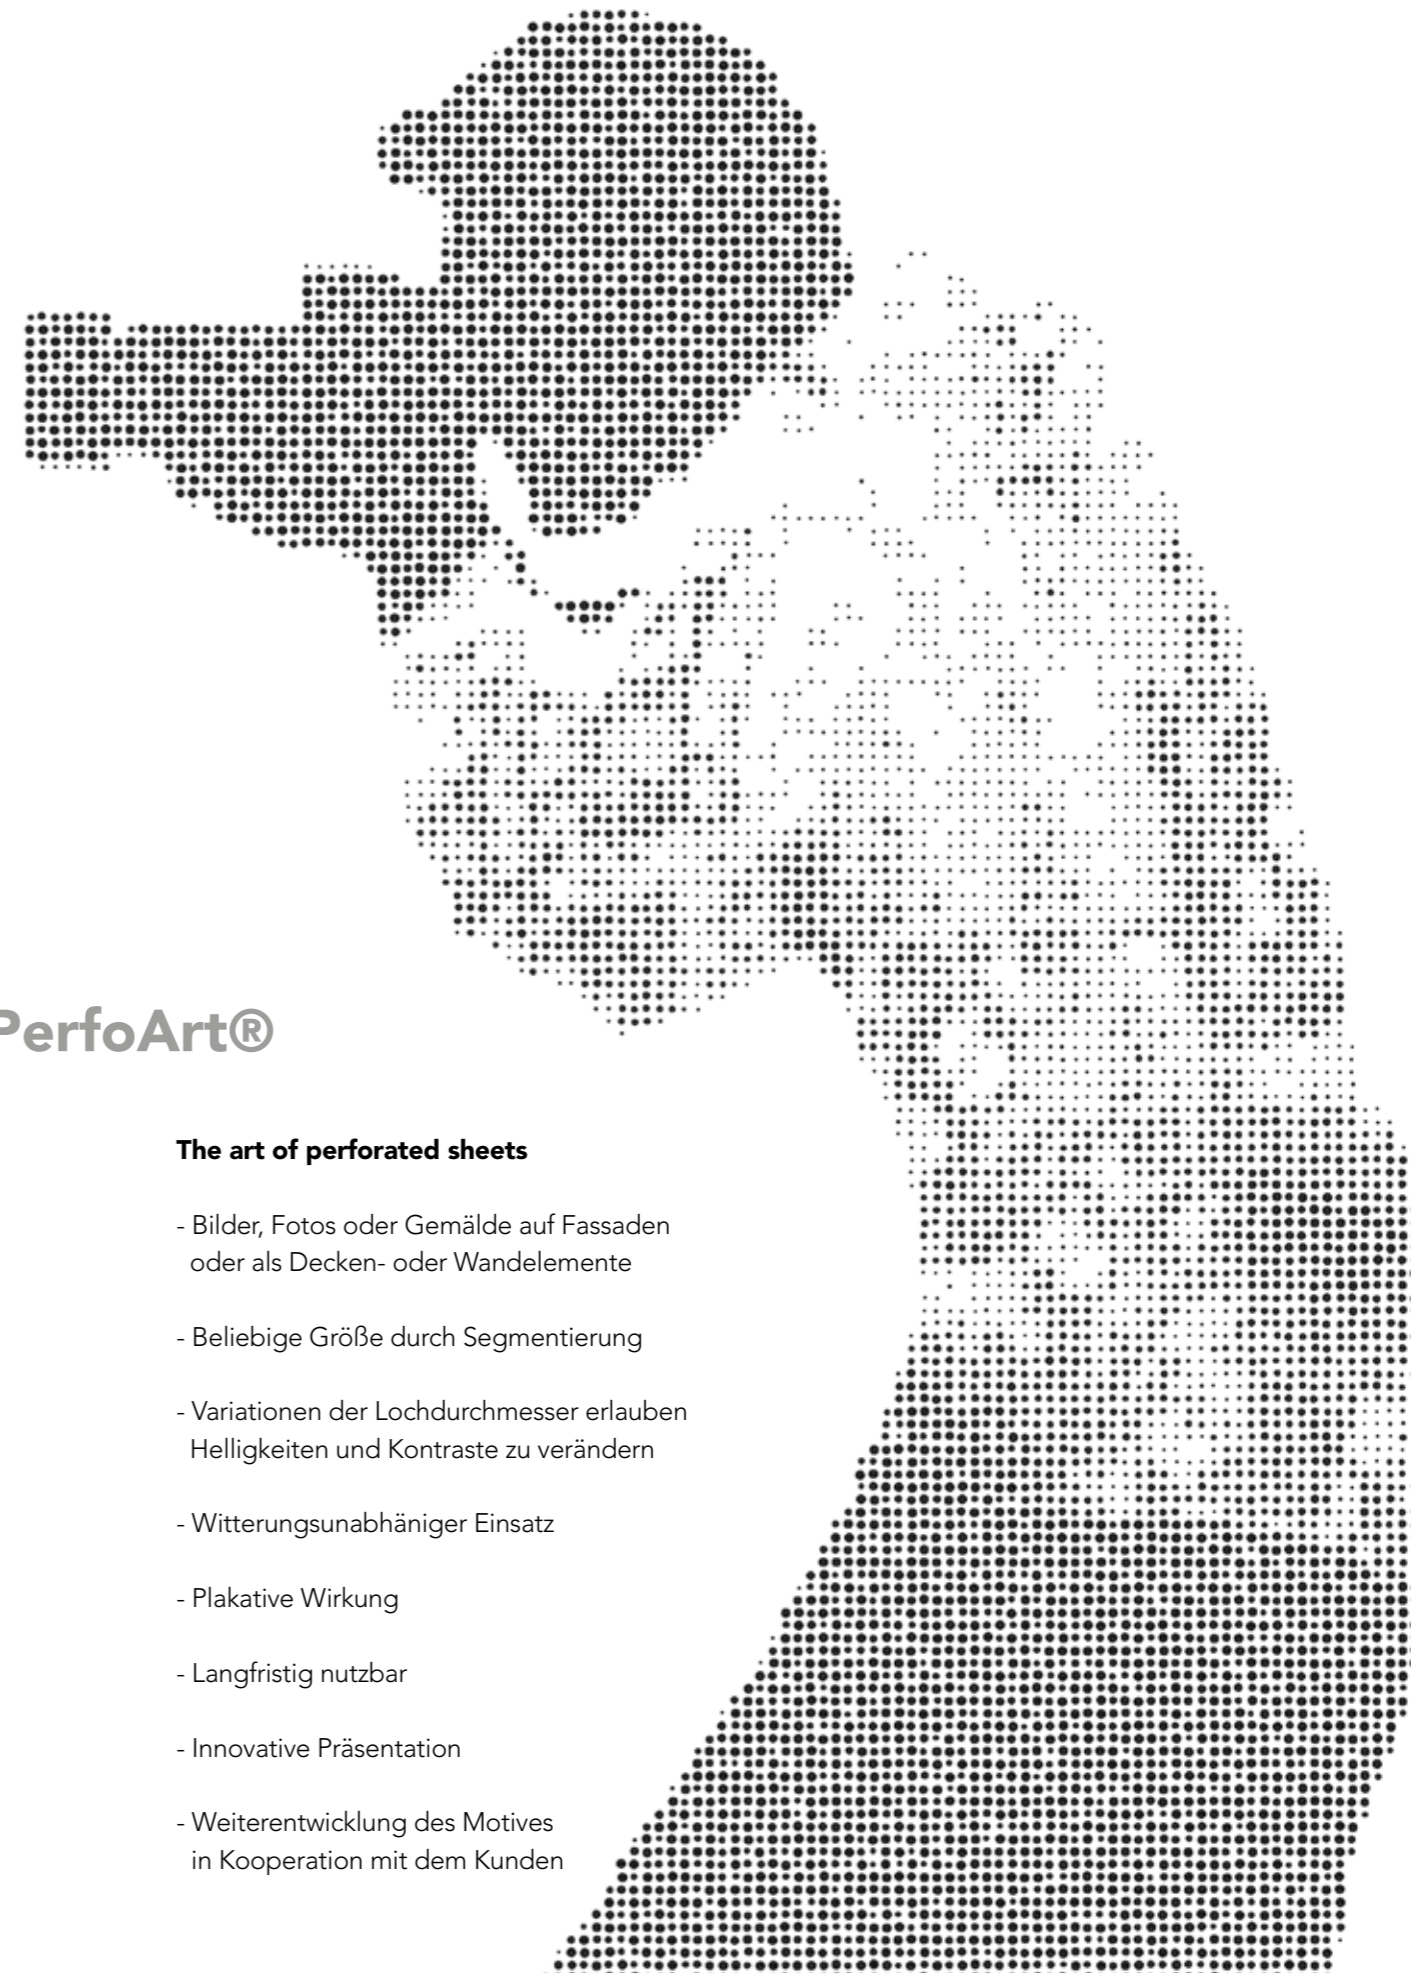 PerfoArt®
The art of perforated sheets
- Bilder, Fotos oder Gemälde auf Fassaden
oder als Decken- oder Wandelemente
- Beliebige Größe durch Segmentierung
- Variationen der Lochdurchmesser erlauben
Helligkeiten und Kontraste zu verändern
- Witterungsunabhäniger Einsatz
- Plakative Wirkung
- Langfristig nutzbar
- Innovative Präsentation
- Weiterentwicklung des Motives
in Kooperation mit dem Kunden